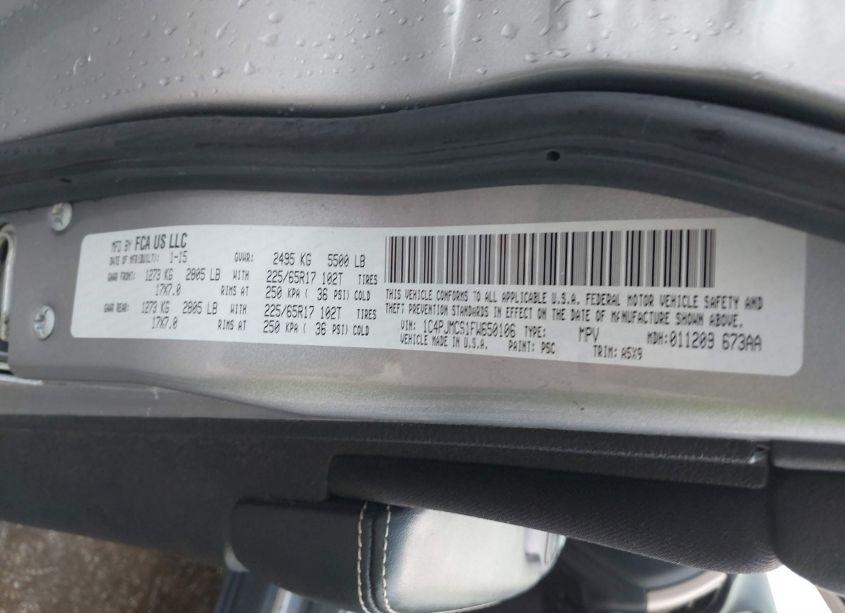 MFD BY FCA US LLC
DATE OF MFR(BUILT): 1-15 GVWR: 2495 KG 5500 LB
GAWR FRONT: 1273 KG 2805 LB WITH 225/65R17 102T TIRES
17X7.0 RIMS AT 250 KPA ( 36 PSI) COLD
GAWR REAR: 1273 KG 2805 LB WITH 225/65R17 102T TIRES
17X7.0 RIMS AT 250 KPA ( 36 PSI) COLD
THIS VEHICLE CONFORMS TO ALL APPLICABLE U.S.A. FEDERAL MOTOR VEHICLE SAFETY AND
THEFT PREVENTION STANDARDS IN EFFECT ON THE DATE OF MANUFACTURE SHOWN ABOVE.
VIN: 1C4PJMCS1FW650106 TYPE: MPV MDH: 011209 673AA
VEHICLE MADE IN U.S.A. PAINT: PSC TRIM: A5X9